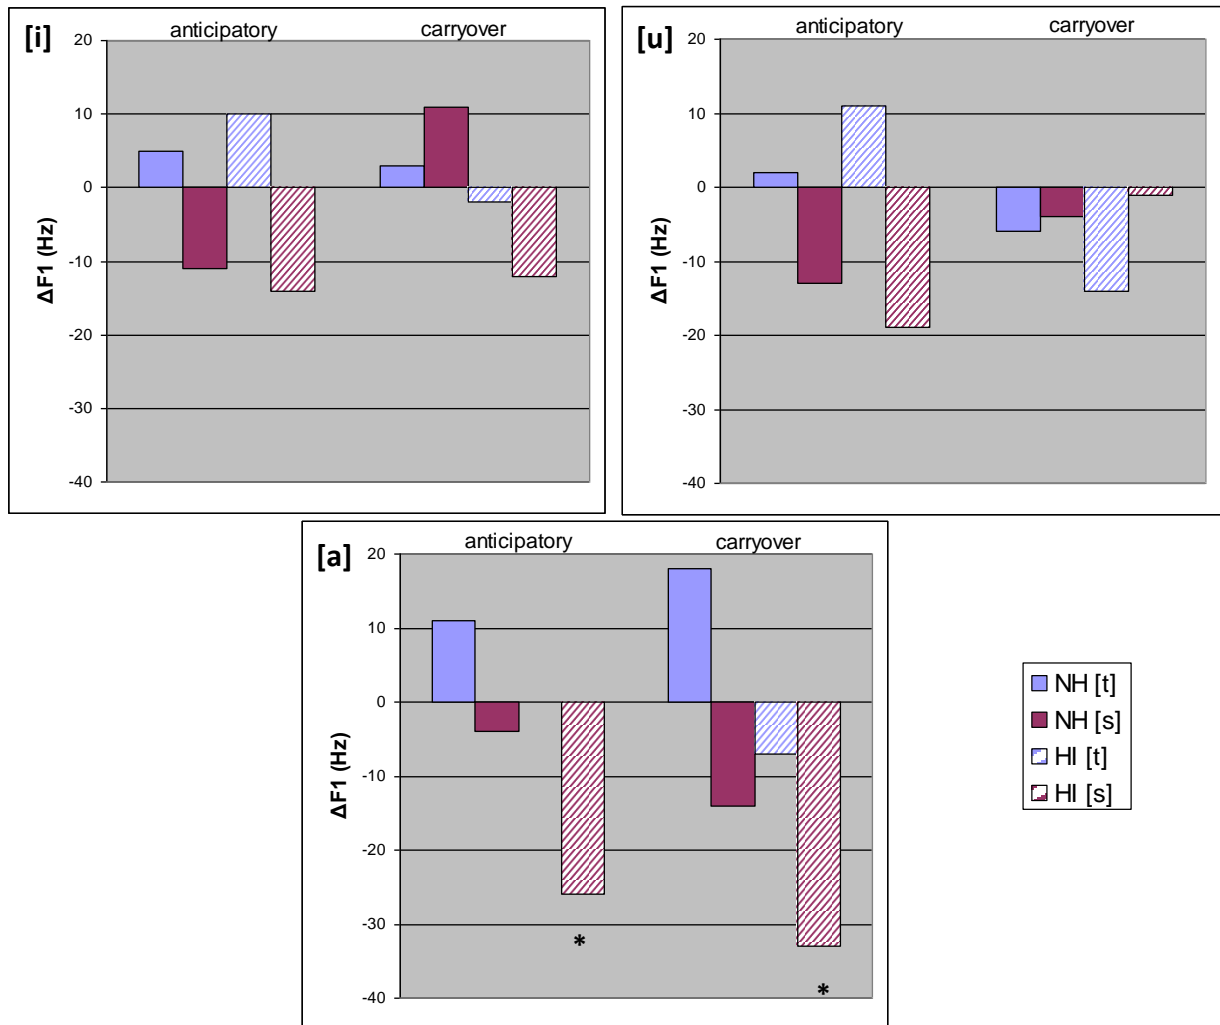 [i]
anticipatory carryover
20
10
0
-10
-20
-30
-40
ΔF1 (Hz)
[u]
anticipatory carryover
20
10
0
-10
-20
-30
-40
ΔF1 (Hz)
[a]
anticipatory carryover
20
10
0
-10
-20
-30
-40
ΔF1 (Hz)
*
*
NH [t]
NH [s]
HI [t]
HI [s]